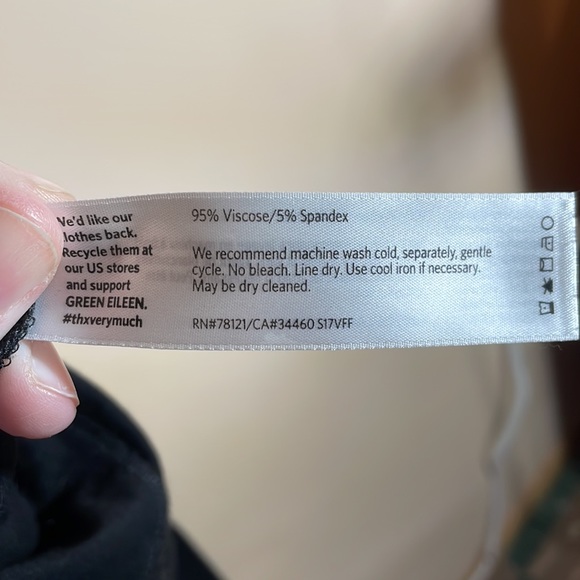 We'd like our
clothes back.
Recycle them at
our US stores
and support
GREEN EILEEN.
#thxverymuch
95% Viscose/5% Spandex
We recommend machine wash cold, separately, gentle
cycle. No bleach. Line dry. Use cool iron if necessary.
May be dry cleaned.
RN#78121/CA#34460 S17VFF